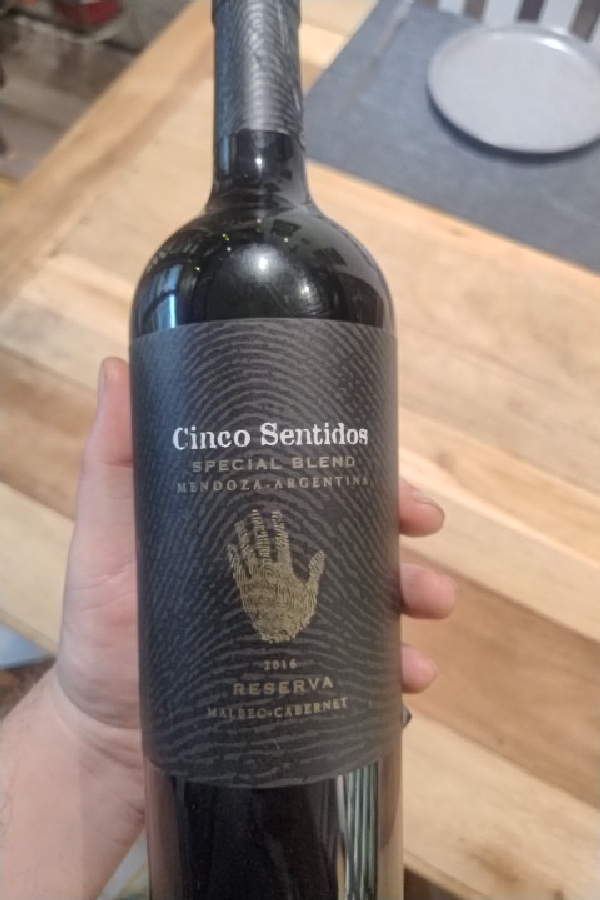 Cinco Sentidos
SPECIAL BLEND
MENDOZA-ARGENTINA
2016
RESERVA
MALBEC-CABERNET